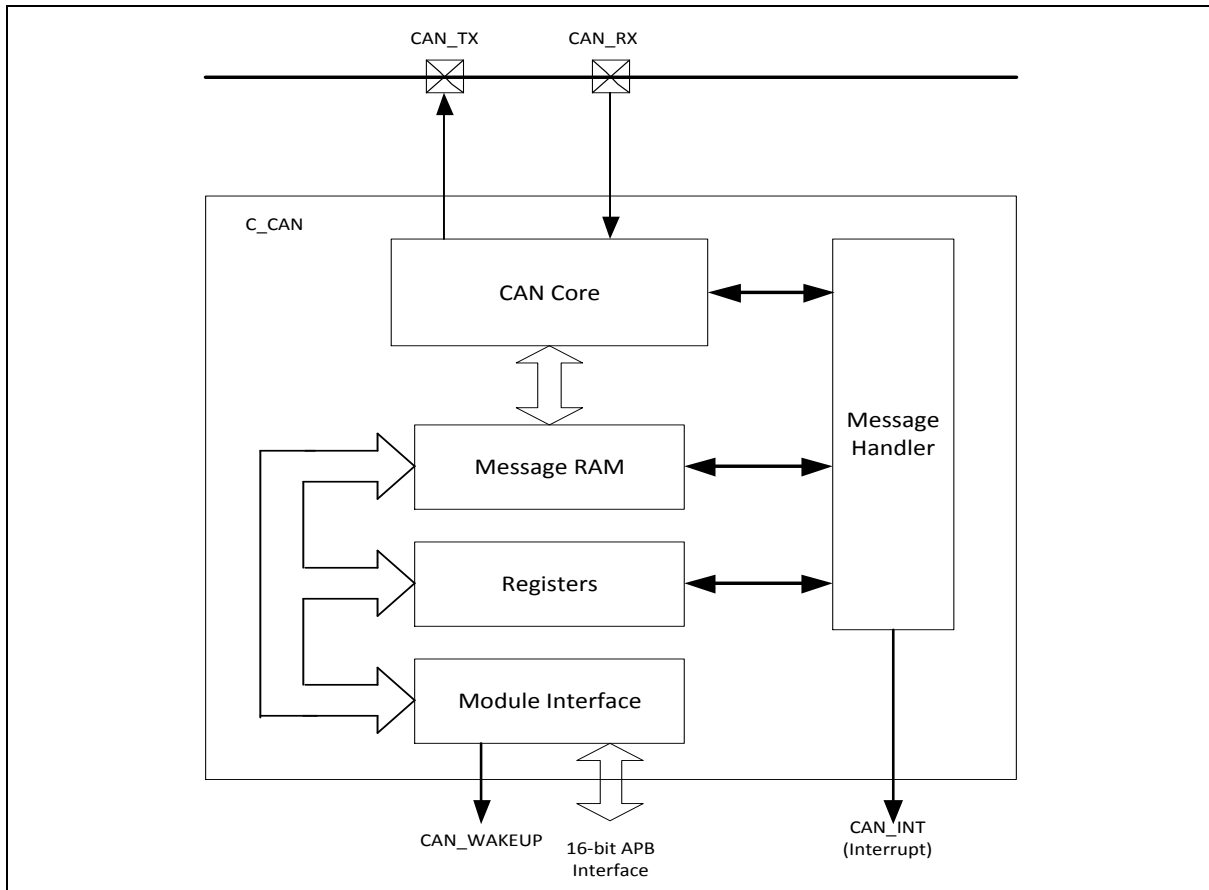 CAN_TX
CAN_RX
C_CAN
CAN Core
Message
Handler
Message RAM
Registers
Module Interface
CAN_WAKEUP
16-bit APB
Interface
CAN_INT
(Interrupt)